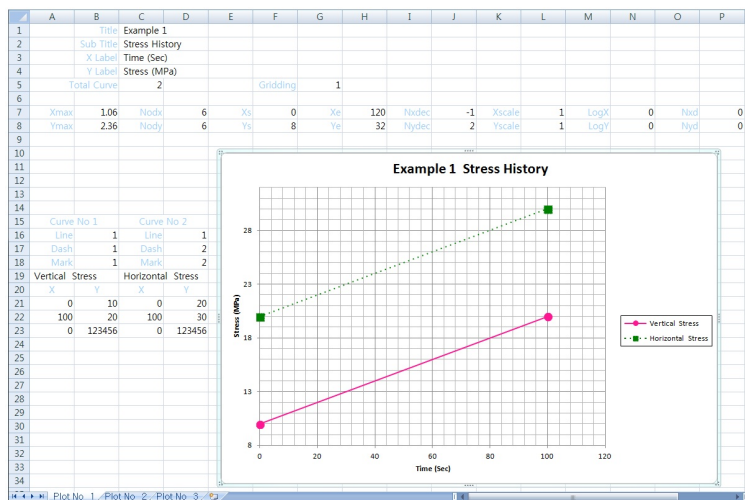 A B C D E F G H I J K L M N O P
1 Title Example 1
2 Sub Title Stress History
3 X Label Time (Sec)
4 Y Label Stress (MPa)
5 Total Curve 2 Gridding 1
6
7 Xmax 1.06 Nodx 6 Xs 0 Xe 120 Nxdec -1 Xscale 1 LogX 0 Nxd 0
8 Ymax 2.36 Nody 6 Ys 8 Ye 32 Nydec 2 Yscale 1 LogY 0 Nyd 0
9
10
11
12
13
14
15 Curve No 1 Curve No 2
16 Line 1 Line 1
17 Dash 1 Dash 2
18 Mark 1 Mark 2
19 Vertical Stress Horizontal Stress
20 X Y X Y
21 0 10 0 20
22 100 20 100 30
23 0 123456 0 123456
24
25
26
27
28
29
30
31
32
33
34
Example 1 Stress History
28
23
18
13
8
Stress (MPa)
0 20 40 60 80 100 120
Time (Sec)
Vertical Stress
Horizontal Stress
Plot No 1 Plot No 2 Plot No 3